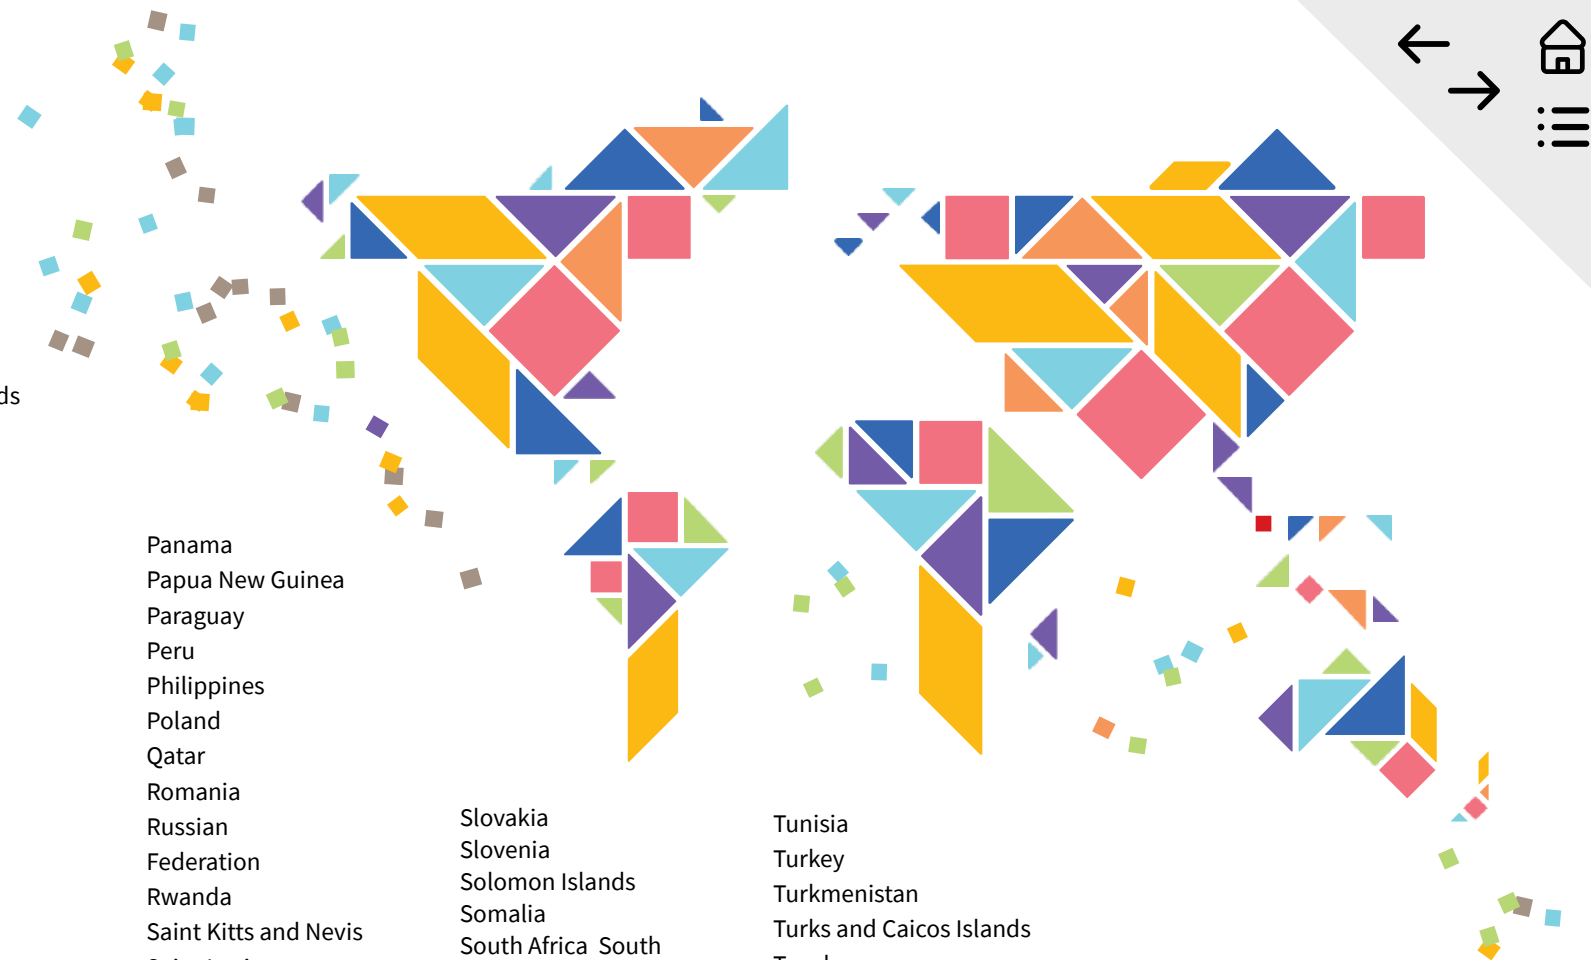 ds
Panama
Papua New Guinea
Paraguay
Peru
Philippines
Poland
Qatar
Romania
Russian
Federation
Rwanda
Saint Kitts and Nevis
Slovakia
Slovenia
Solomon Islands
Somalia
South Africa  South
Tunisia
Turkey
Turkmenistan
Turks and Caicos Islands